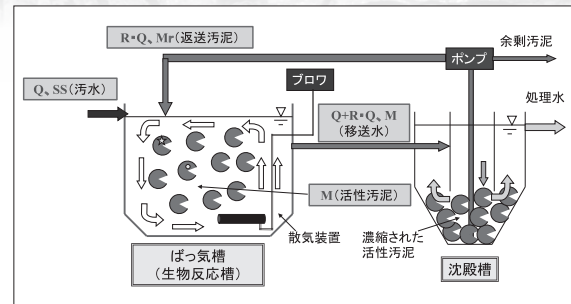 R・Q、Mr（返送汚泥）
ポンプ
余剰汚泥
Q、SS（汚水）
ブロワ
Q+R・Q、M
（移送水）
処理水
M（活性汚泥）
散気装置
濃縮された
活性汚泥
ばっ気槽
（生物反応槽）
沈殿槽